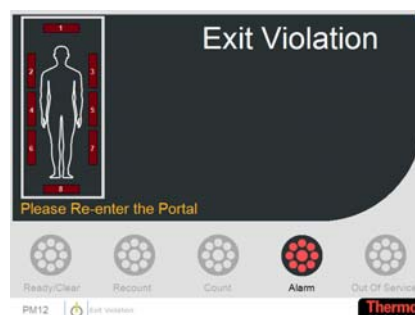 Exit Violation
1
2
3
4
5
6
7
8
Please Re-enter the Portal
Ready/Clear
Recount
Count
Alarm
Out Of Service
PM12
Exit Violation
Thermo